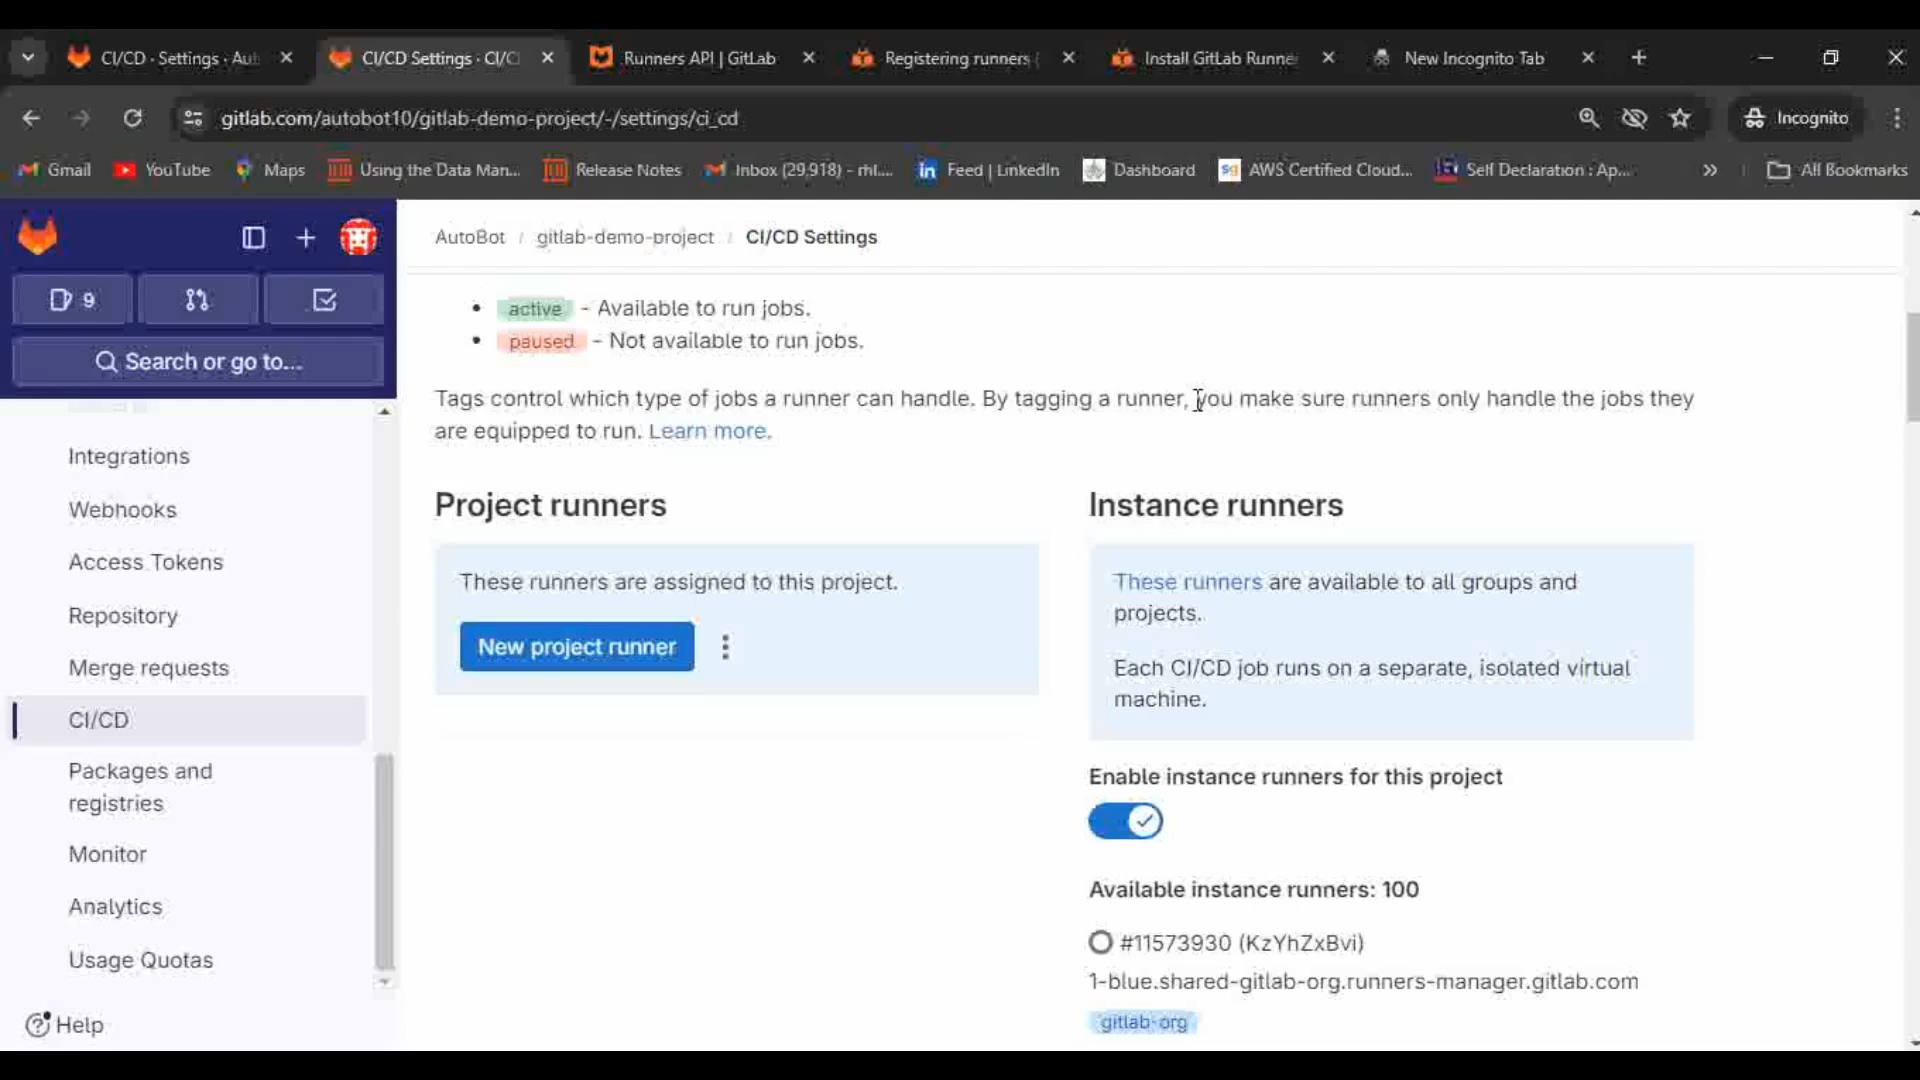 CI/CD · Settings · Aut
CI/CD Settings · CI/C
Runners API | GitLab
Registering runners
Install GitLab Runne
New Incognito Tab
gitlab.com/autobot10/gitlab-demo-project/-/settings/ci_cd
Incognito
Gmail
YouTube
Maps
Using the Data Man...
Release Notes
Inbox (29,918) - rhl....
Feed | LinkedIn
Dashboard
AWS Certified Cloud...
Self Declaration : Ap...
All Bookmarks
9
Search or go to...
Integrations
Webhooks
Access Tokens
Repository
Merge requests
CI/CD
Packages and
registries
Monitor
Analytics
Usage Quotas
Help
AutoBot / gitlab-demo-project / CI/CD Settings
active - Available to run jobs.
paused - Not available to run jobs.
Tags control which type of jobs a runner can handle. By tagging a runner, you make sure runners only handle the jobs they
are equipped to run. Learn more.
Project runners
These runners are assigned to this project.
New project runner
Instance runners
These runners are available to all groups and
projects.
Each CI/CD job runs on a separate, isolated virtual
machine.
Enable instance runners for this project
Available instance runners: 100
#11573930 (KzYhZxBvi)
1-blue.shared-gitlab-org.runners-manager.gitlab.com
gitlab-org